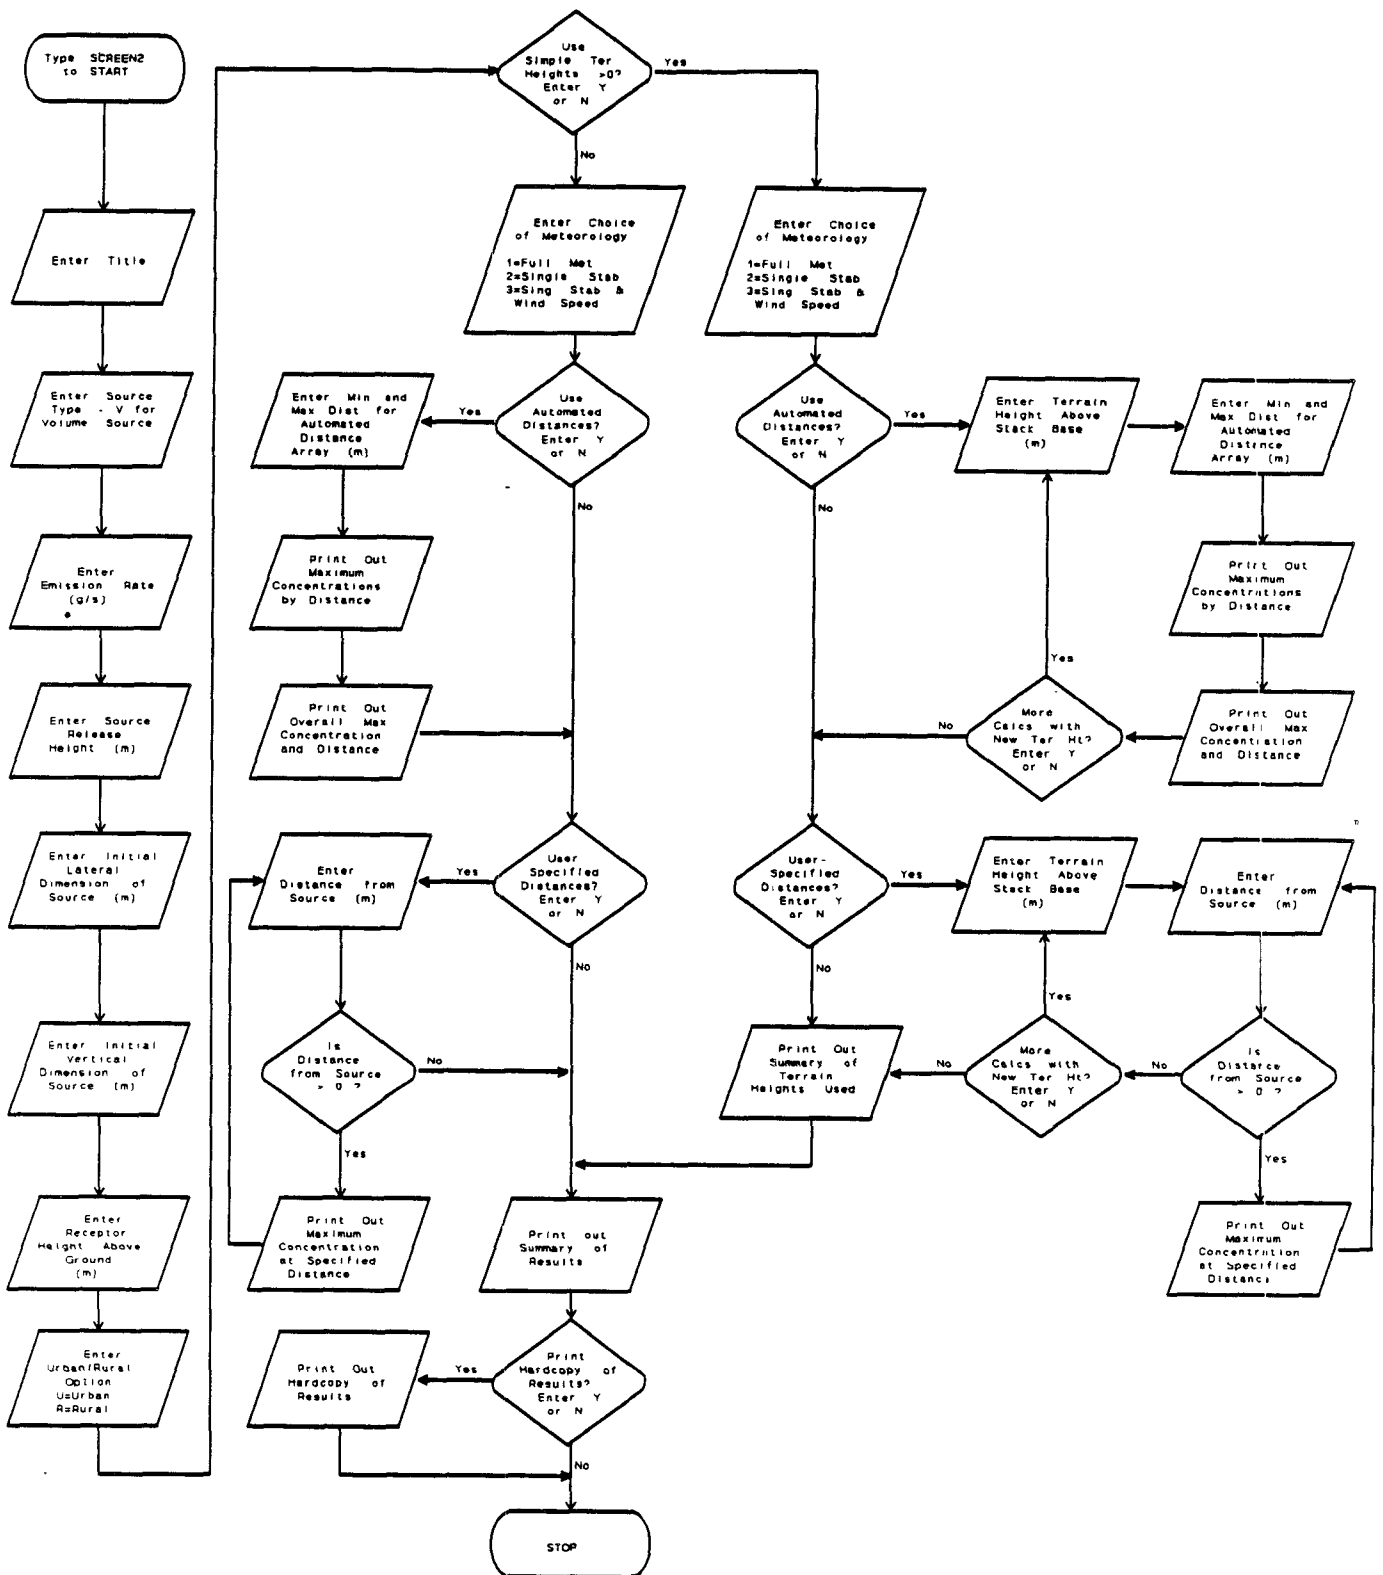 Type SCREEN2
to START
Enter Title
Enter Source
Type - V for
Volume Source
Enter
Emission Rate
(g/s)
Enter Source
Release
Height (m)
Enter Initial
Lateral
Dimension of
Source (m)
Enter Initial
Vertical
Dimension of
Source (m)
Enter
Receptor
Height Above
Ground
(m)
Enter
Urban/Rural
Option
U=Urban
R=Rural
Use
Simple Ter
Heights >0?
Enter Y
or N
Yes
No
Enter Choice
of Meteorology
1=Full Met
2=Single Stab
3=Sing Stab &
Wind Speed
Use
Automated
Distances?
Enter Y
or N
Yes
No
Enter Min and
Max Dist for
Automated
Distance
Array (m)
Print Out
Maximum
Concentrations
by Distance
Print Out
Overall Max
Concentration
and Distance
User
Specified
Distances?
Enter Y
or N
Yes
No
Enter
Distance from
Source (m)
Is
Distance
from Source
> 0 ?
No
Yes
Print Out
Maximum
Concentration
at Specified
Distance
Enter Choice
of Meteorology
1=Full Met
2=Single Stab
3=Sing Stab &
Wind Speed
Use
Automated
Distances?
Enter Y
or N
Yes
No
Enter Terrain
Height Above
Stack Base
(m)
Enter Min and
Max Dist for
Automated
Distance
Array (m)
Print Out
Maximum
Concentrations
by Distance
Print Out
Overall Max
Concentration
and Distance
More
Calcs with
New Ter Ht?
Enter Y
or N
Yes
No
User-
Specified
Distances?
Enter Y
or N
Yes
No
Enter Terrain
Height Above
Stack Base
(m)
Enter
Distance from
Source (m)
Is
Distance
from Source
> 0 ?
No
Yes
Print Out
Maximum
Concentration
at Specified
Distance
More
Calcs with
New Ter Ht?
Enter Y
or N
Yes
No
Print Out
Summary of
Terrain
Heights Used
Print out
Summary of
Results
Print
Hardcopy of
Results?
Enter Y
or N
Yes
No
Print Out
Hardcopy of
Results
STOP